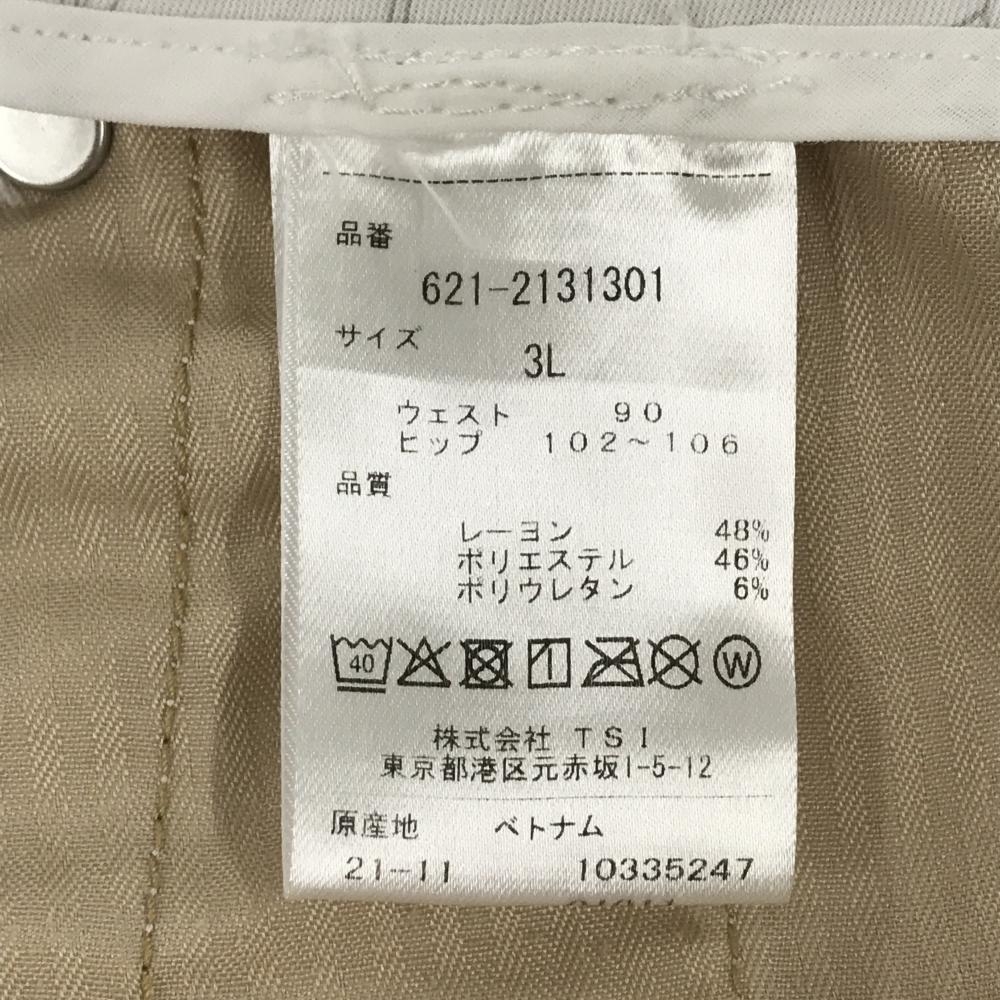 品番
621-2131301
サイズ
3L
ウェスト 90
ヒップ 102～106
品質
レーヨン 48%
ポリエステル 46%
ポリウレタン 6%
40 W
株式会社 TSI
東京都港区元赤坂1-5-12
原産地 ベトナム
21-11 10335247